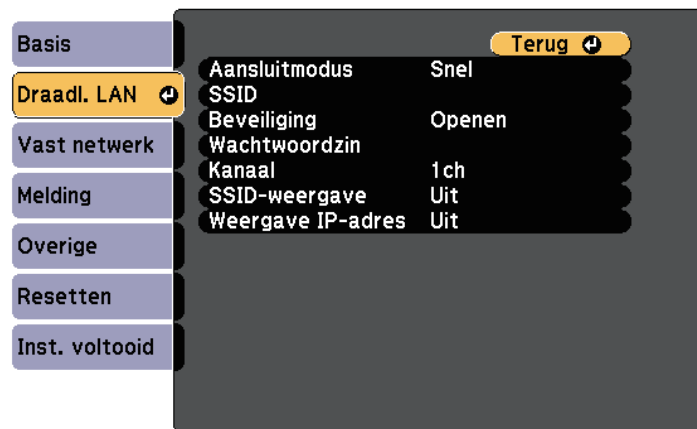 Basis
Draadl. LAN
Vast netwerk
Melding
Overige
Resetten
Inst. voltooid
Terug
Aansluitmodus Snel
SSID
Beveiliging Openen
Wachtwoordzin
Kanaal 1ch
SSID-weergave Uit
Weergave IP-adres Uit